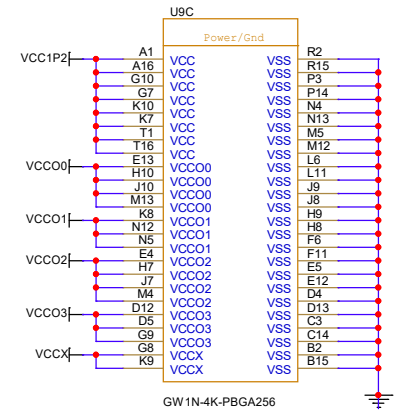 U9C
Power/Gnd
VCC1P2 A1 VCC VSS R2
A16 VCC VSS R15
G10 VCC VSS P3
G7 VCC VSS P14
K10 VCC VSS N4
K7 VCC VSS N13
T1 VCC VSS M5
T16 VCC VSS M12
VCCO0 E13 VCCO0 VSS L6
H10 VCCO0 VSS L11
J10 VCCO0 VSS J9
M13 VCCO0 VSS J8
VCCO1 K8 VCCO1 VSS H9
N12 VCCO1 VSS H8
N5 VCCO1 VSS F6
VCCO2 E4 VCCO2 VSS F11
H7 VCCO2 VSS E5
J7 VCCO2 VSS E12
M4 VCCO2 VSS D4
VCCO3 D12 VCCO3 VSS D13
D5 VCCO3 VSS C3
G9 VCCO3 VSS C14
VCCX G8 VCCX VSS B2
K9 VCCX VSS B15
GW1N-4K-PBGA256